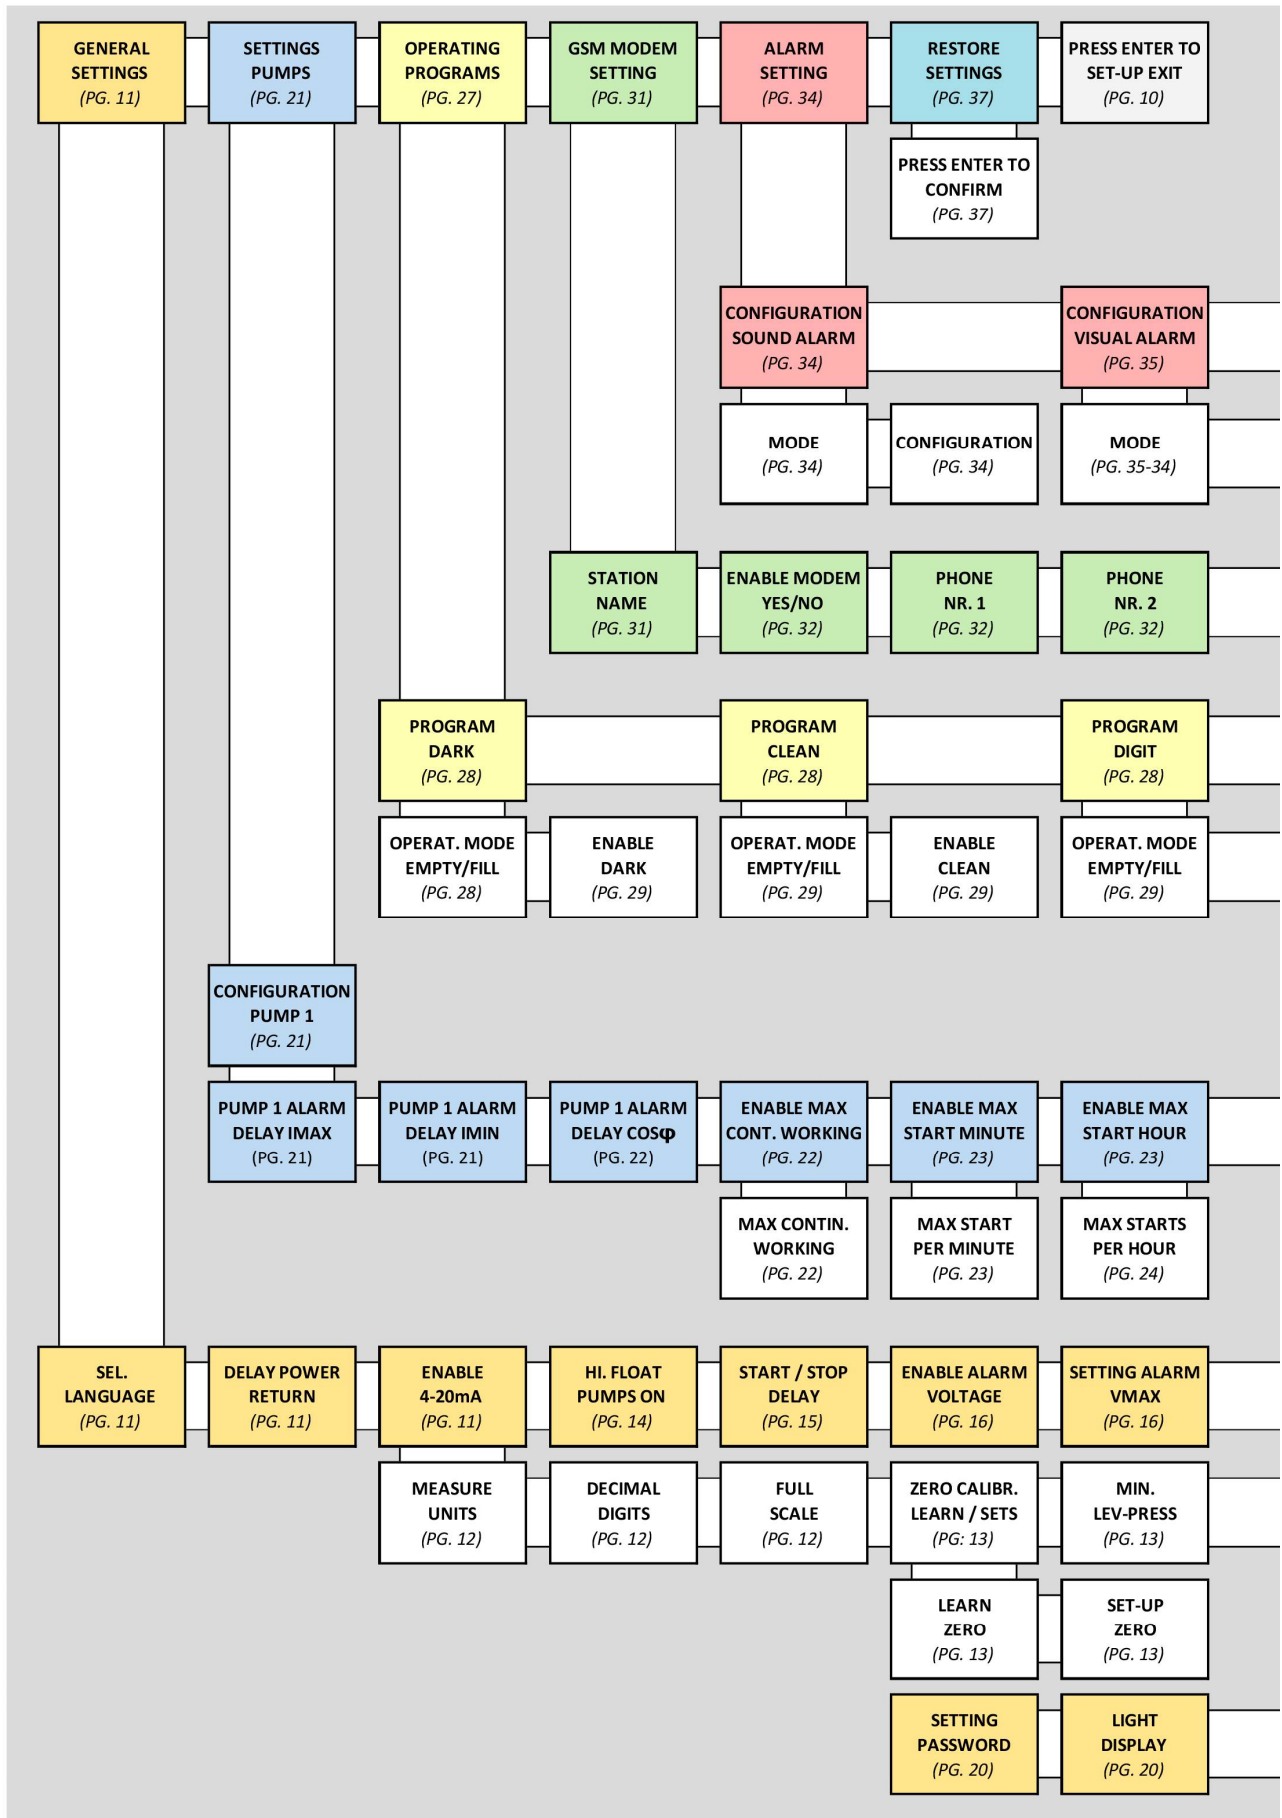 GENERAL
SETTINGS
(PG. 11)
SETTINGS
PUMPS
(PG. 21)
OPERATING
PROGRAMS
(PG. 27)
GSM MODEM
SETTING
(PG. 31)
ALARM
SETTING
(PG. 34)
RESTORE
SETTINGS
(PG. 37)
PRESS ENTER TO
SET-UP EXIT
(PG. 10)
PRESS ENTER TO
CONFIRM
(PG. 37)
CONFIGURATION
SOUND ALARM
(PG. 34)
CONFIGURATION
VISUAL ALARM
(PG. 35)
MODE
(PG. 34)
CONFIGURATION
(PG. 34)
MODE
(PG. 35-34)
STATION
NAME
(PG. 31)
ENABLE MODEM
YES/NO
(PG. 32)
PHONE
NR. 1
(PG. 32)
PHONE
NR. 2
(PG. 32)
PROGRAM
DARK
(PG. 28)
PROGRAM
CLEAN
(PG. 28)
PROGRAM
DIGIT
(PG. 28)
OPERAT. MODE
EMPTY/FILL
(PG. 28)
ENABLE
DARK
(PG. 29)
OPERAT. MODE
EMPTY/FILL
(PG. 29)
ENABLE
CLEAN
(PG. 29)
OPERAT. MODE
EMPTY/FILL
(PG. 29)
CONFIGURATION
PUMP 1
(PG. 21)
PUMP 1 ALARM
DELAY IMAX
(PG. 21)
PUMP 1 ALARM
DELAY IMIN
(PG. 21)
PUMP 1 ALARM
DELAY COSφ
(PG. 22)
ENABLE MAX
CONT. WORKING
(PG. 22)
ENABLE MAX
START MINUTE
(PG. 23)
ENABLE MAX
START HOUR
(PG. 23)
MAX CONTIN.
WORKING
(PG. 22)
MAX START
PER MINUTE
(PG. 23)
MAX STARTS
PER HOUR
(PG. 24)
SEL.
LANGUAGE
(PG. 11)
DELAY POWER
RETURN
(PG. 11)
ENABLE
4-20mA
(PG. 11)
HI. FLOAT
PUMPS ON
(PG. 14)
START / STOP
DELAY
(PG. 15)
ENABLE ALARM
VOLTAGE
(PG. 16)
SETTING ALARM
VMAX
(PG. 16)
MEASURE
UNITS
(PG. 12)
DECIMAL
DIGITS
(PG. 12)
FULL
SCALE
(PG. 12)
ZERO CALIBR.
LEARN / SETS
(PG: 13)
MIN.
LEV-PRESS
(PG. 13)
LEARN
ZERO
(PG. 13)
SET-UP
ZERO
(PG. 13)
SETTING
PASSWORD
(PG. 20)
LIGHT
DISPLAY
(PG. 20)